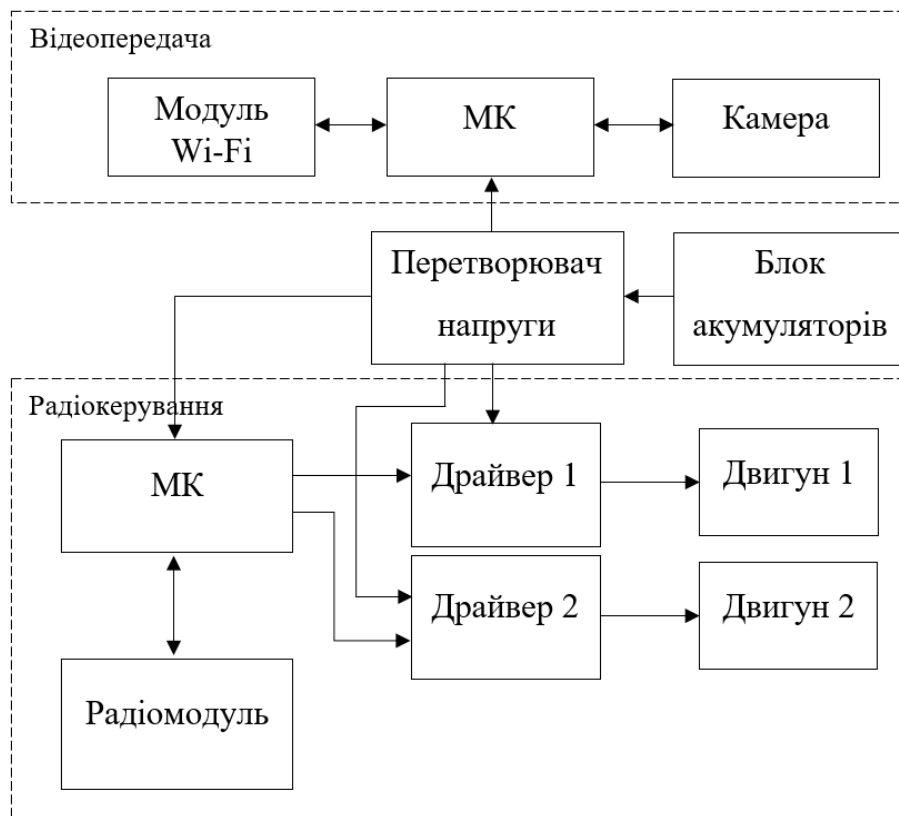 Відеопередача
Модуль
Wi-Fi
МК
Камера
Перетворювач
напруги
Блок
акумуляторів
Радіокерування
МК
Драйвер 1
Двигун 1
Драйвер 2
Двигун 2
Радіомодуль